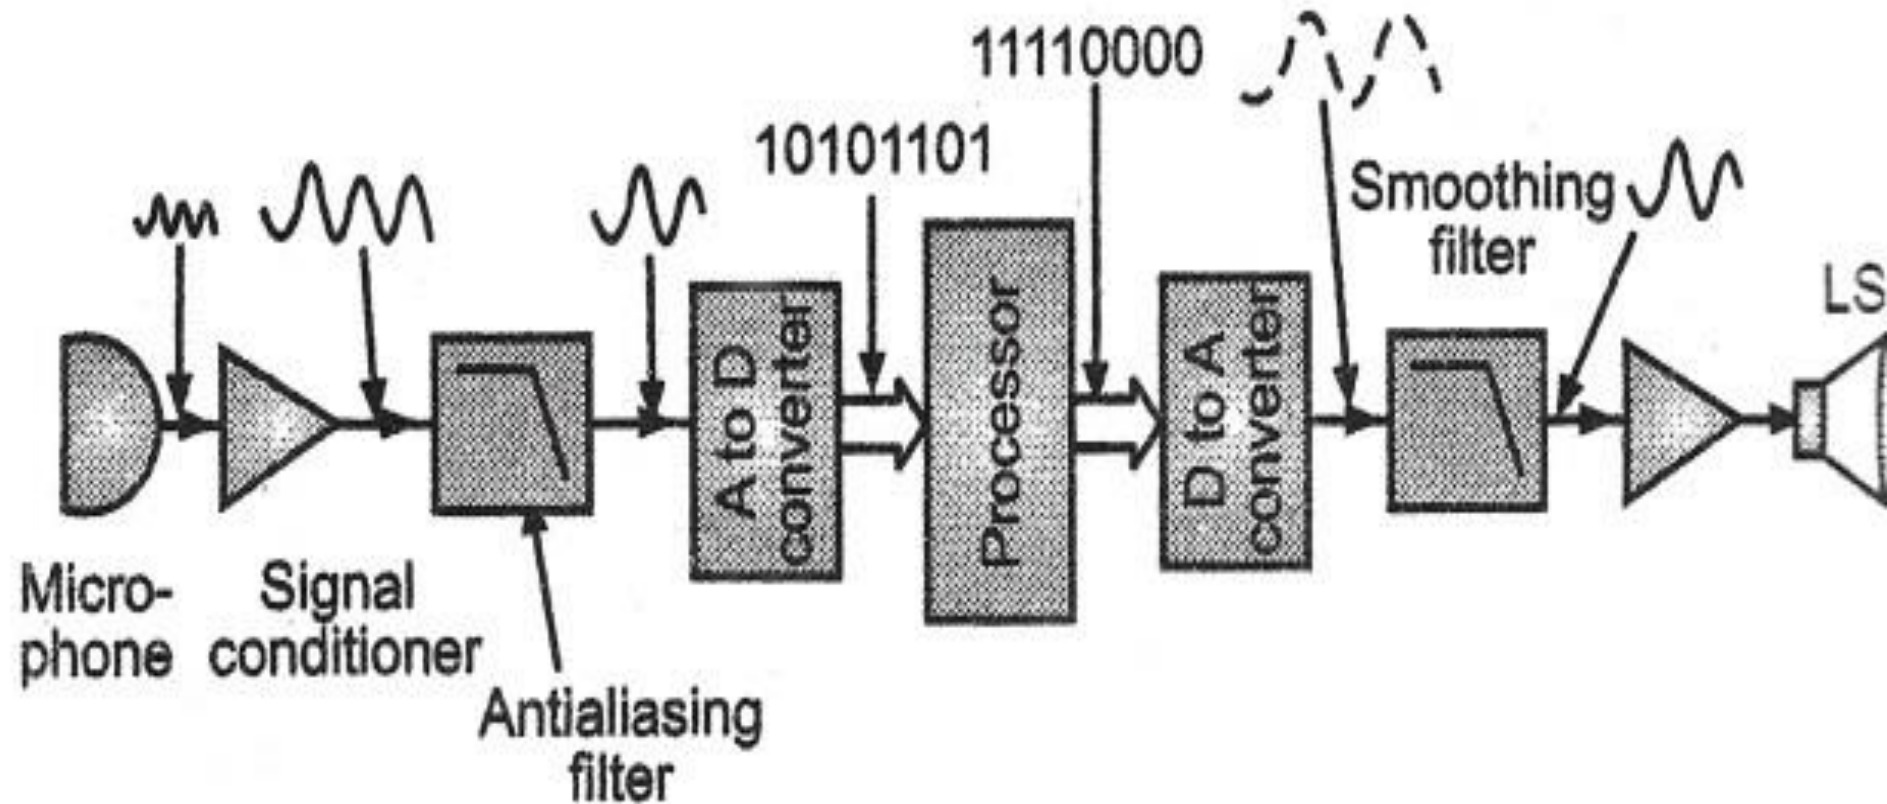 11110000
10101101
Smoothing
filter
LS
A to D
converter
Processor
D to A
converter
Micro-
phone
Signal
conditioner
Antialiasing
filter